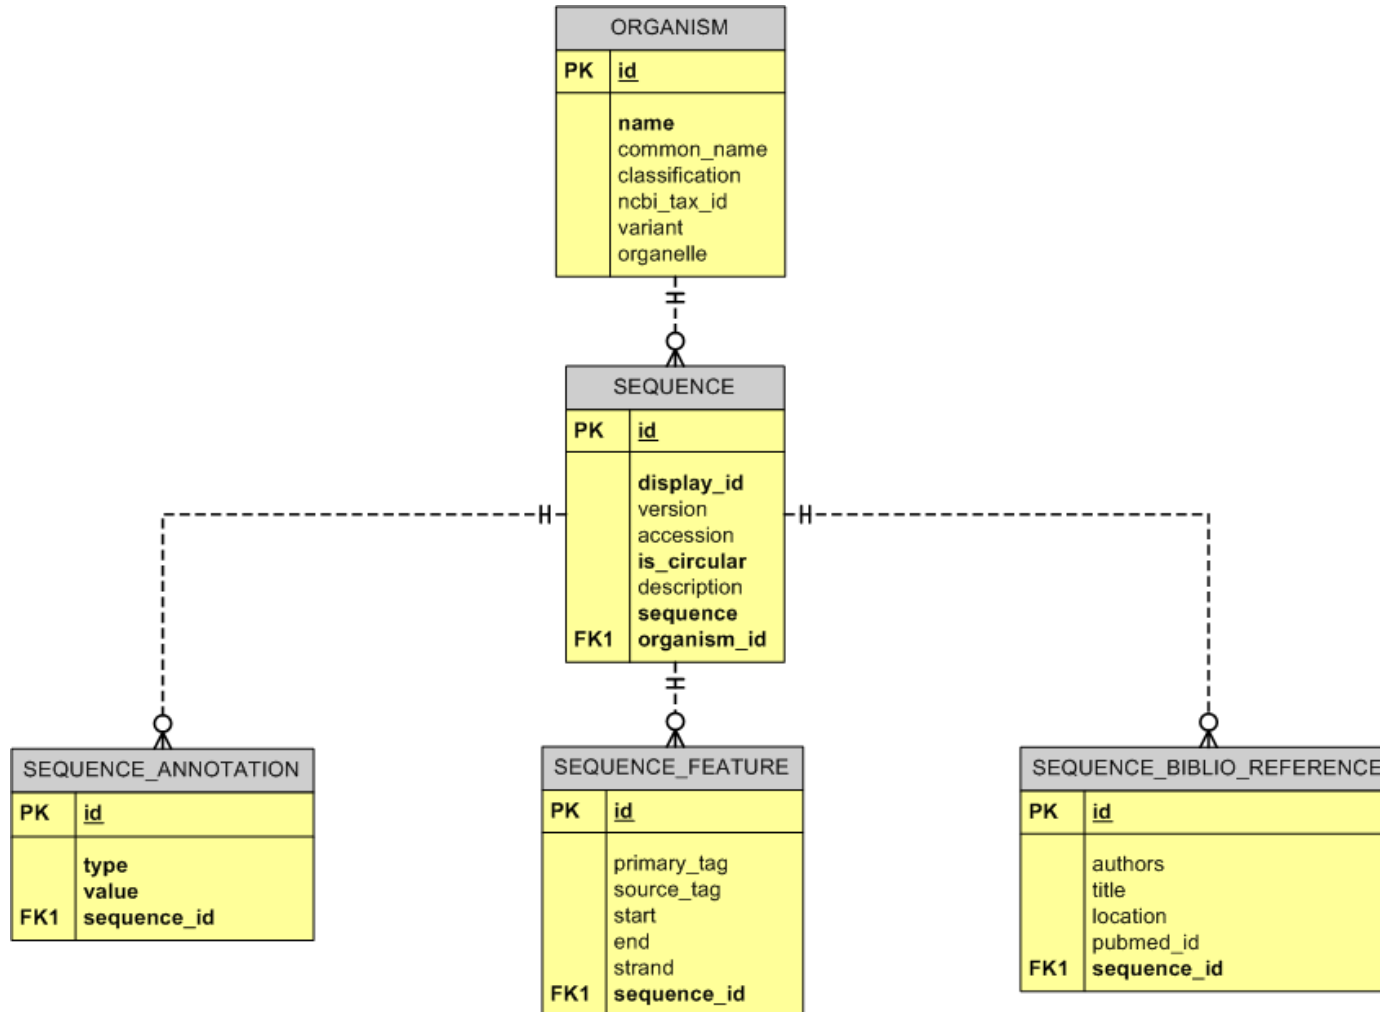 ORGANISM
PK id
name
common_name
classification
ncbi_tax_id
variant
organelle
SEQUENCE
PK id
display_id
version
accession
is_circular
description
sequence
FK1 organism_id
SEQUENCE_ANNOTATION
PK id
type
value
FK1 sequence_id
SEQUENCE_FEATURE
PK id
primary_tag
source_tag
start
end
strand
FK1 sequence_id
SEQUENCE_BIBLIO_REFERENCE
PK id
authors
title
location
pubmed_id
FK1 sequence_id